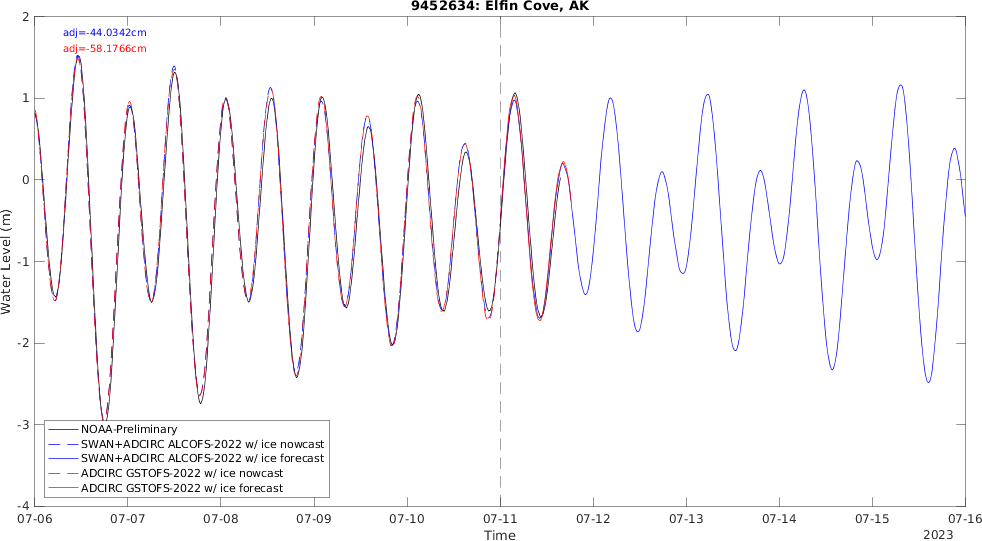 9452634: Elfin Cove, AK
adj=-44.0342cm
adj=-58.1766cm
2
1
0
-1
-2
-3
-4
Water Level (m)
NOAA-Preliminary
SWAN+ADCIRC ALCOFS-2022 w/ ice nowcast
SWAN+ADCIRC ALCOFS-2022 w/ ice forecast
ADCIRC GSTOFS-2022 w/ ice nowcast
ADCIRC GSTOFS-2022 w/ ice forecast
07-06 07-07 07-08 07-09 07-10 07-11 07-12 07-13 07-14 07-15 07-16
Time
2023